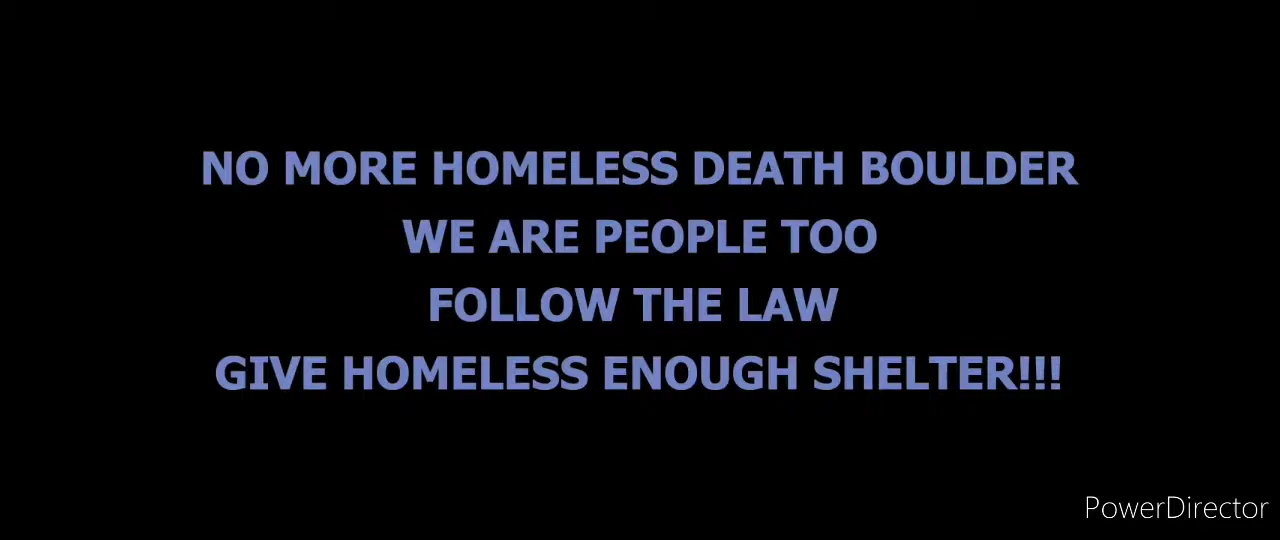 NO MORE HOMELESS DEATH BOULDER
WE ARE PEOPLE TOO
FOLLOW THE LAW
GIVE HOMELESS ENOUGH SHELTER!!!
PowerDirector